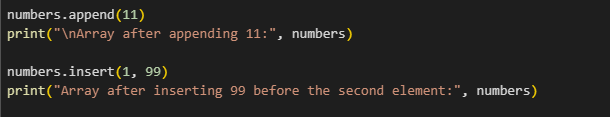 numbers.append(11)
print("\nArray after appending 11:", numbers)
numbers.insert(1, 99)
print("Array after inserting 99 before the second element:", numbers)